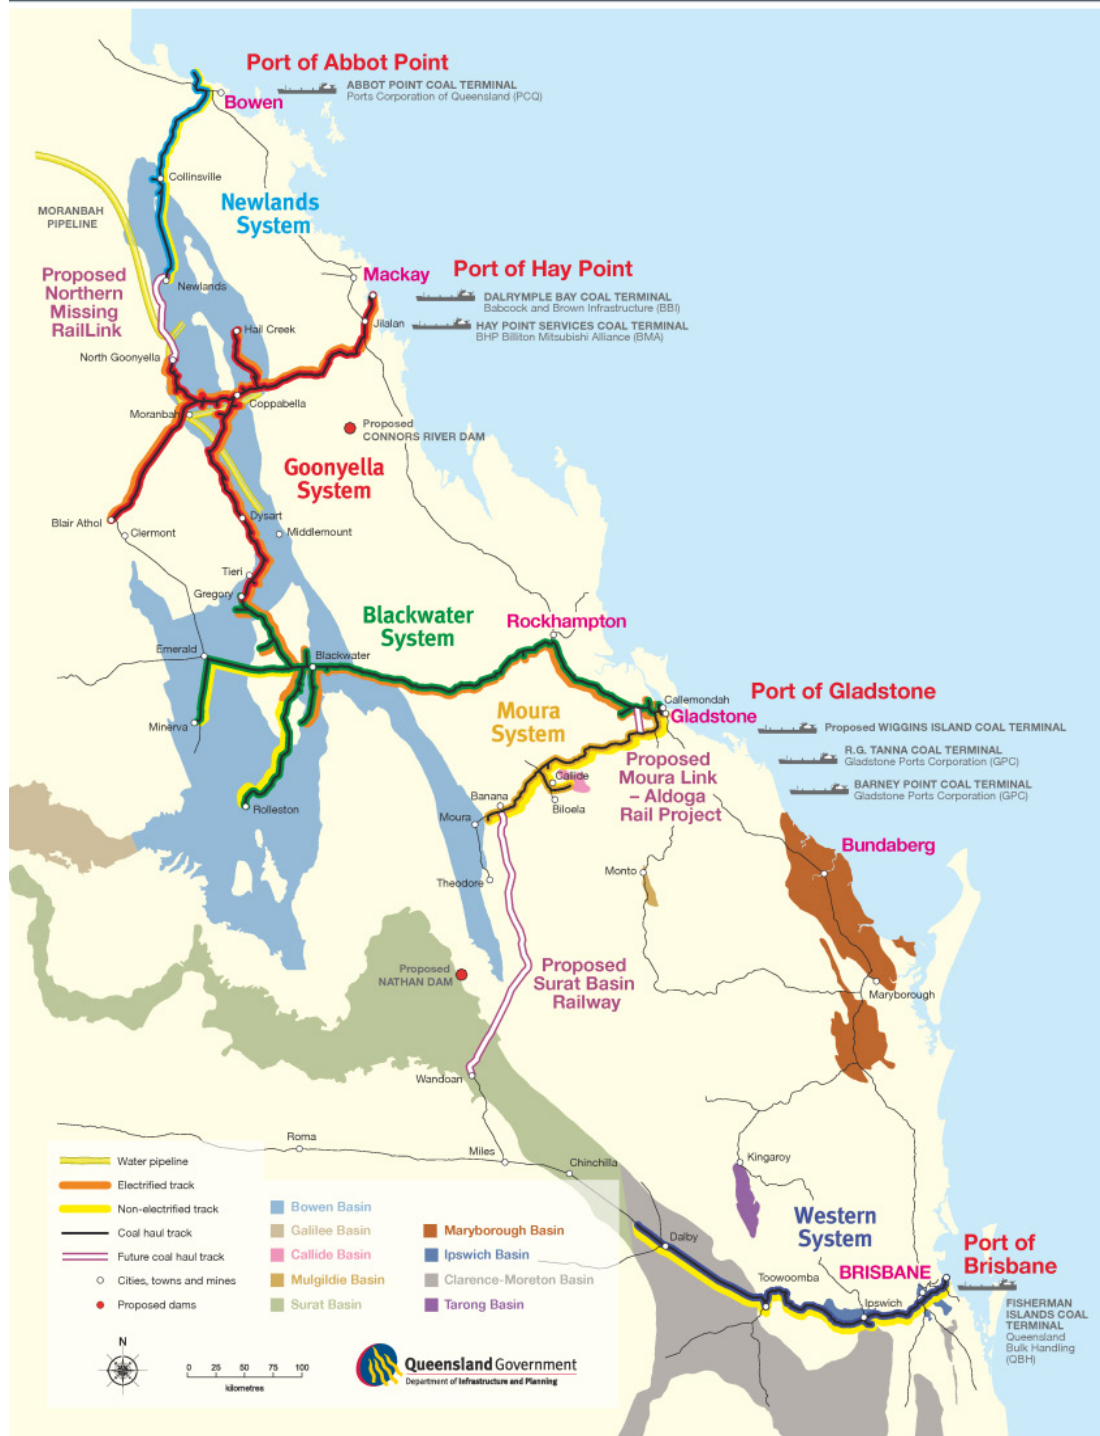 Port of Abbot Point
ABBOT POINT COAL TERMINAL
Ports Corporation of Queensland (PCQ)
Bowen
Collinsville
Newlands
System
MORANBAH
PIPELINE
Proposed
Northern
Missing
RailLink
Newlands
Mackay
Port of Hay Point
DALRYMPLE BAY COAL TERMINAL
Babcock and Brown Infrastructure (BBI)
HAY POINT SERVICES COAL TERMINAL
BHP Billiton Mitsubishi Alliance (BMA)
Jilalan
Hail Creek
North Goonyella
Coppabella
Moranbah
Proposed
CONNORS RIVER DAM
Goonyella
System
Blair Athol
Clermont
Dysart
Middlemount
Tieri
Gregory
Blackwater
System
Rockhampton
Emerald
Blackwater
Minerva
Rolleston
Moura
System
Callemondah
Gladstone
Port of Gladstone
Proposed WIGGINS ISLAND COAL TERMINAL
R.G. TANNA COAL TERMINAL
Gladstone Ports Corporation (GPC)
BARNEY POINT COAL TERMINAL
Gladstone Ports Corporation (GPC)
Proposed
Moura Link
– Aldoga
Rail Project
Calide
Banana
Biloela
Moura
Theodore
Monto
Bundaberg
Maryborough
Proposed
NATHAN DAM
Proposed
Surat Basin
Railway
Wandoan
Roma
Miles
Chinchilla
Kingaroy
Dalby
Toowoomba
Western
System
BRISBANE
Ipswich
Port of
Brisbane
FISHERMAN
ISLANDS COAL
TERMINAL
Queensland
Bulk Handling
(QBH)
Water pipeline
Electrified track
Non-electrified track
Coal haul track
Future coal haul track
Cities, towns and mines
Proposed dams
Bowen Basin
Galilee Basin
Callide Basin
Mulgildie Basin
Surat Basin
Maryborough Basin
Ipswich Basin
Clarence-Moreton Basin
Tarong Basin
N
0 25 50 75 100
kilometres
Queensland Government
Department of Infrastructure and Planning